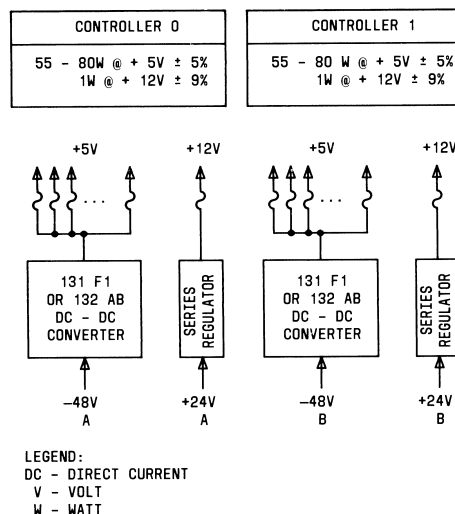 CONTROLLER 0
55 - 80W @ + 5V ± 5%
1W @ + 12V ± 9%
CONTROLLER 1
55 - 80 W @ + 5V ± 5%
1W @ + 12V ± 9%
+5V
+12V
+5V
+12V
...
...
131 F1
OR 132 AB
DC - DC
CONVERTER
SERIES
REGULATOR
131 F1
OR 132 AB
DC - DC
CONVERTER
SERIES
REGULATOR
-48V
A
+24V
A
-48V
B
+24V
B
LEGEND:
DC - DIRECT CURRENT
V - VOLT
W - WATT